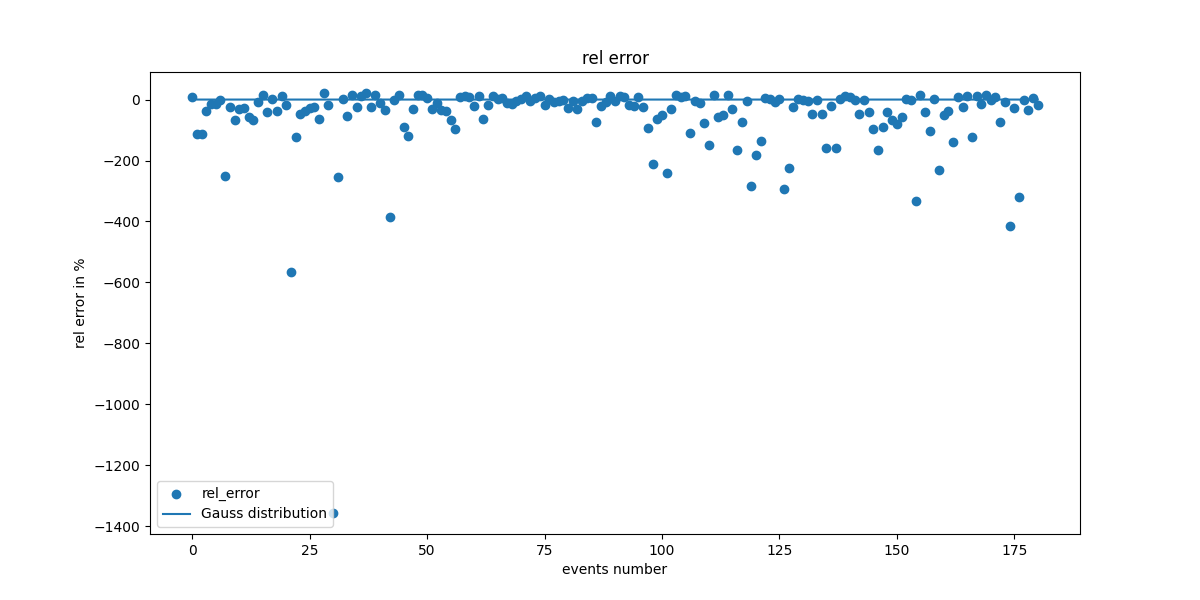 rel error
0
−200
−400
−600
−800
−1000
−1200
−1400
rel error in %
rel_error
Gauss distribution
0 25 50 75 100 125 150 175
events number